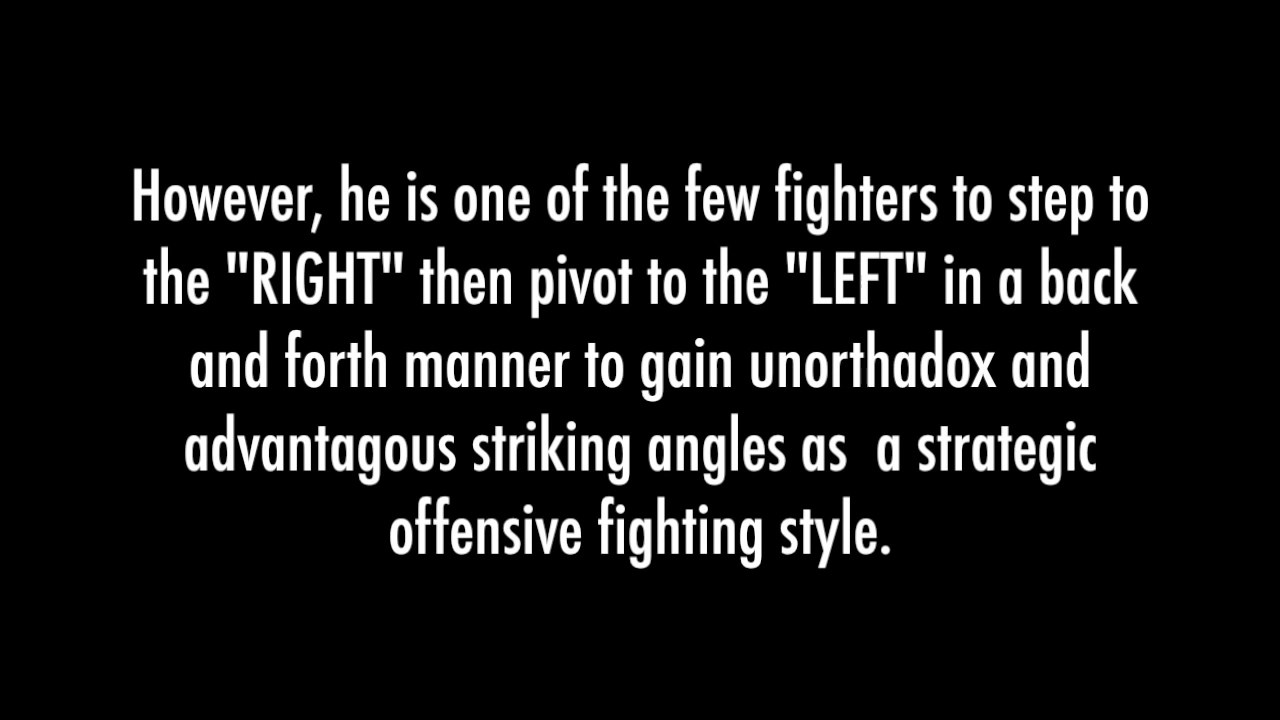 However, he is one of the few fighters to step to
the "RIGHT" then pivot to the "LEFT" in a back
and forth manner to gain unorthadox and
advantagous striking angles as  a strategic
offensive fighting style.